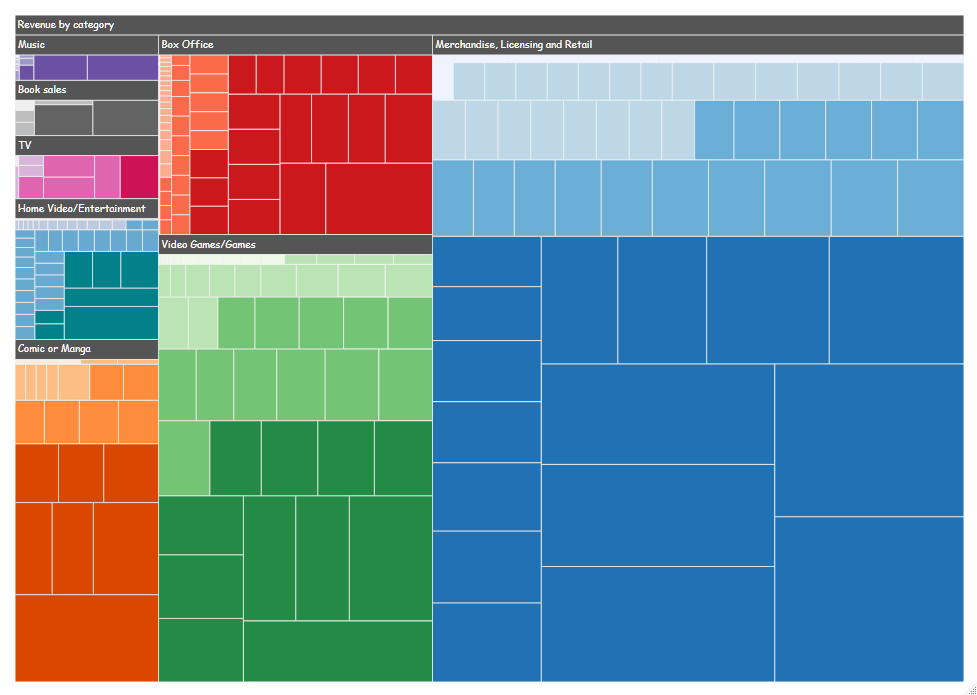 Revenue by category
Music
Box Office
Merchandise, Licensing and Retail
Book sales
TV
Home Video/Entertainment
Video Games/Games
Comic or Manga